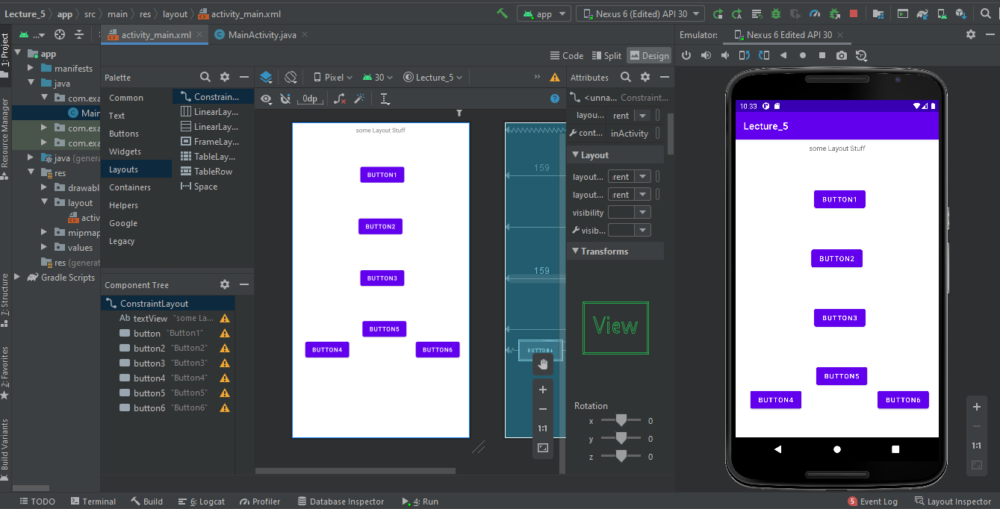 Lecture_5 app src main res layout activity_main.xml
app
Nexus 6 (Edited) API 30
activity_main.xml
MainActivity.java
Emulator:
Nexus 6 Edited API 30
1: Project
Resource Manager
7: Structure
2: Favorites
Build Variants
app
manifests
java
com.exa
Main
com.exa
com.exa
java (genera
res
drawabl
layout
activ
mipmap
values
res (generat
Gradle Scripts
Code
Split
Design
Palette
Common
Text
Buttons
Widgets
Layouts
Containers
Helpers
Google
Legacy
Constrain...
LinearLay...
LinearLay...
FrameLay...
TableLay...
TableRow
Space
Component Tree
ConstraintLayout
Ab textView "some La...
button "Button1"
button2 "Button2"
button3 "Button3"
button4 "Button4"
button5 "Button5"
button6 "Button6"
Pixel
30
Lecture_5
»
0dp
?
some Layout Stuff
BUTTON1
BUTTON2
BUTTON3
BUTTON5
BUTTON4
BUTTON6
159
159
BUTTON4
1:1
Attributes
<unna... Constraint...
layou... rent
cont... inActivity
Layout
layout... rent
layout... rent
visibility
visib...
Transforms
View
Rotation
x 0
y 0
z 0
10:33
Lecture_5
some Layout Stuff
BUTTON1
BUTTON2
BUTTON3
BUTTON5
BUTTON4
BUTTON6
1:1
TODO
Terminal
Build
6: Logcat
Profiler
Database Inspector
4: Run
5 Event Log
Layout Inspector